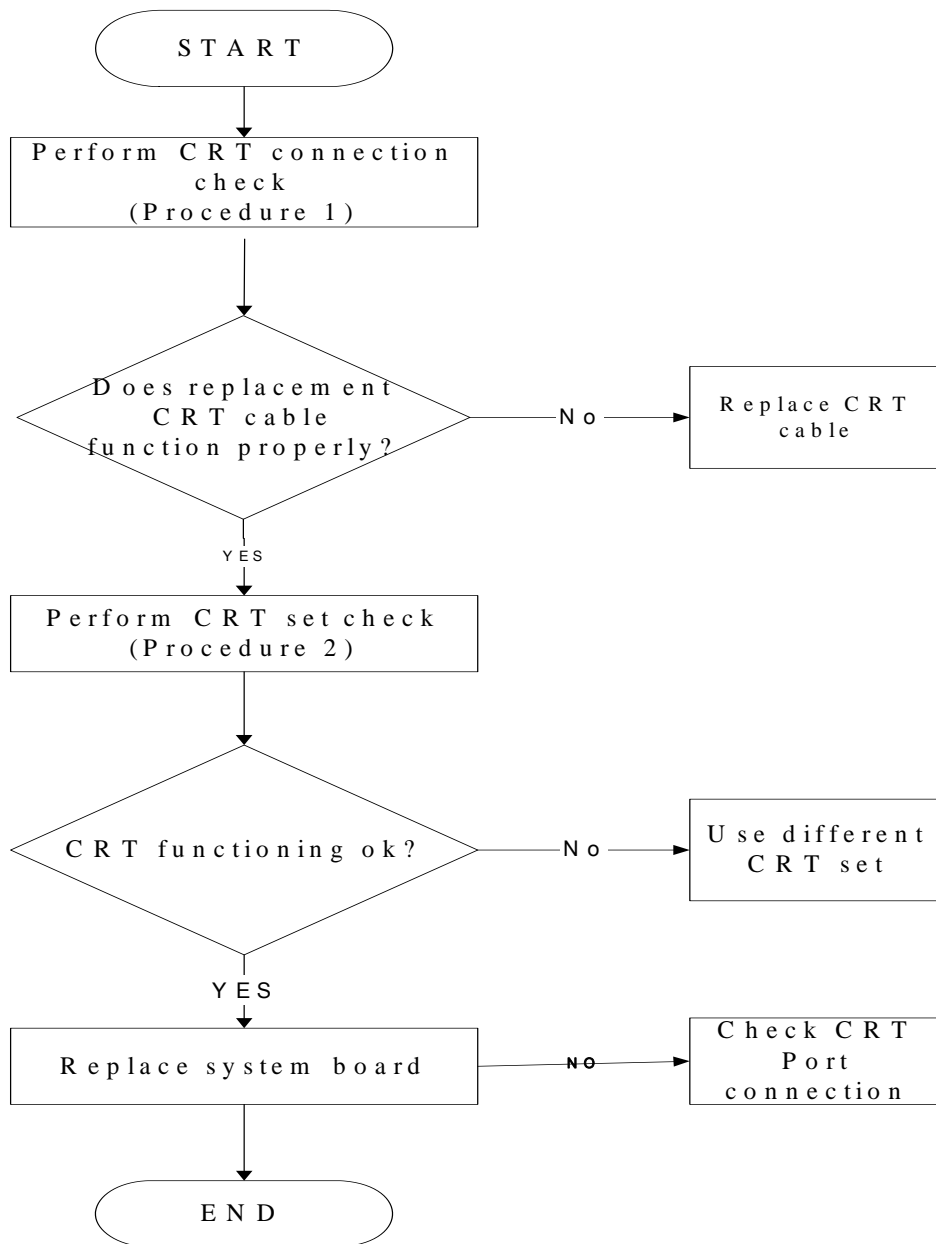 START
Perform CRT connection
check
(Procedure 1)
Does replacement
CRT cable
function properly?
No
Replace CRT
cable
YES
Perform CRT set check
(Procedure 2)
CRT functioning ok?
No
Use different
CRT set
YES
Replace system board
NO
Check CRT
Port
connection
END